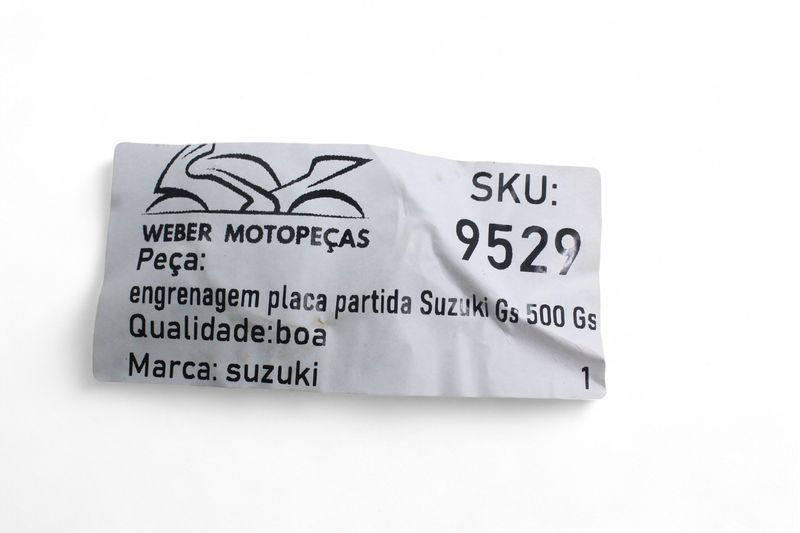 WEBER MOTOPEÇAS
SKU:
9529
Peça:
engrenagem placa partida Suzuki Gs 500 Gs
Qualidade:boa
Marca: suzuki
1